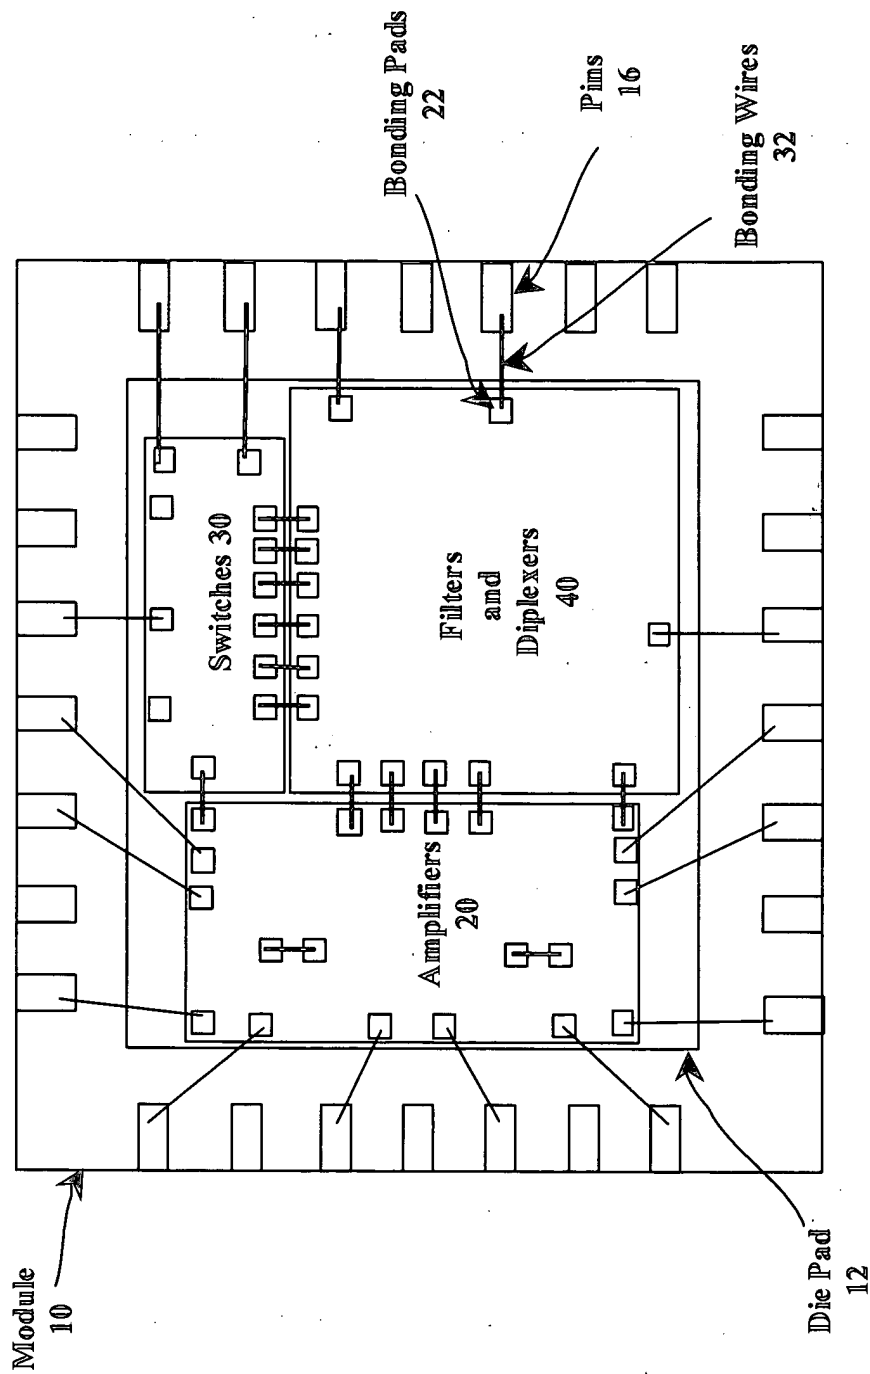 Module
10
Bonding Pads
22
Pins
16
Bonding Wires
32
Switches 30
Filters
and
Diplexers
40
Amplifiers
20
Die Pad
12